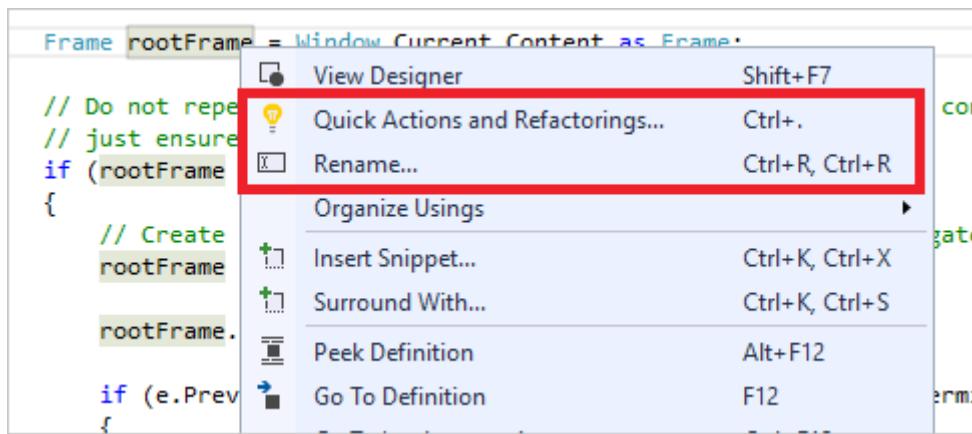 Frame rootFrame = Window.Current.Content as Frame;
View Designer Shift+F7
// Do not repe
Quick Actions and Refactorings... Ctrl+.
// just ensure
Rename... Ctrl+R, Ctrl+R
if (rootFrame
{
Organize Usings
// Create
Insert Snippet... Ctrl+K, Ctrl+X
rootFrame
Surround With... Ctrl+K, Ctrl+S
rootFrame.
Peek Definition Alt+F12
if (e.Prev
Go To Definition F12
{